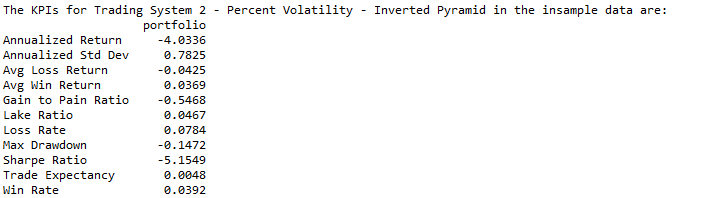 The KPIs for Trading System 2 - Percent Volatility - Inverted Pyramid in the insample data are:
portfolio
Annualized Return -4.0336
Annualized Std Dev 0.7825
Avg Loss Return -0.0425
Avg Win Return 0.0369
Gain to Pain Ratio -0.5468
Lake Ratio 0.0467
Loss Rate 0.0784
Max Drawdown -0.1472
Sharpe Ratio -5.1549
Trade Expectancy 0.0048
Win Rate 0.0392